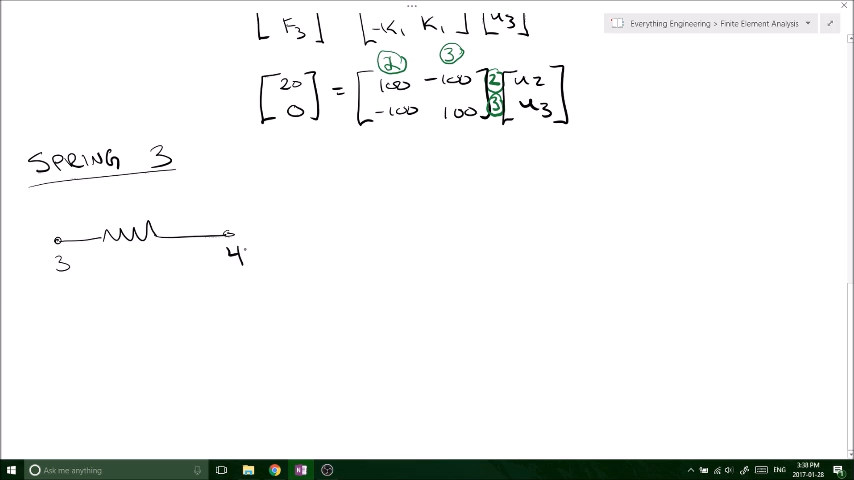 ...
Everything Engineering > Finite Element Analysis
[ F3 ] [ -K1 K1 ] [ u3 ]
② ③
[ 20 ] = [ 100 -100 ] ② [ u2 ]
[ 0 ] [ -100 100 ] ③ [ u3 ]
SPRING 3
3 4
Ask me anything
ENG
3:38 PM
2017-01-28